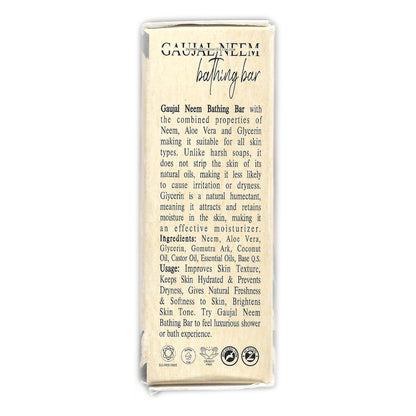 GAUJAL NEEM
bathing bar
Gaujal Neem Bathing Bar with
the combined properties of
Neem, Aloe Vera and Glycerin
making it suitable for all skin
types. Unlike harsh soaps, it
does not strip the skin of its
natural oils, making it less likely
to cause irritation or dryness.
Glycerin is a natural humectant,
meaning it attracts and retains
moisture in the skin, making it
an effective moisturizer.
Ingredients: Neem, Aloe Vera,
Glycerin, Gomutra Ark, Coconut
Oil, Castor Oil, Essential Oils, Base Q.S.
Usage: Improves Skin Texture,
Keeps Skin Hydrated & Prevents
Dryness, Gives Natural Freshness
& Softness to Skin, Brightens
Skin Tone. Try Gaujal Neem
Bathing Bar to feel luxurious shower
or bath experience.